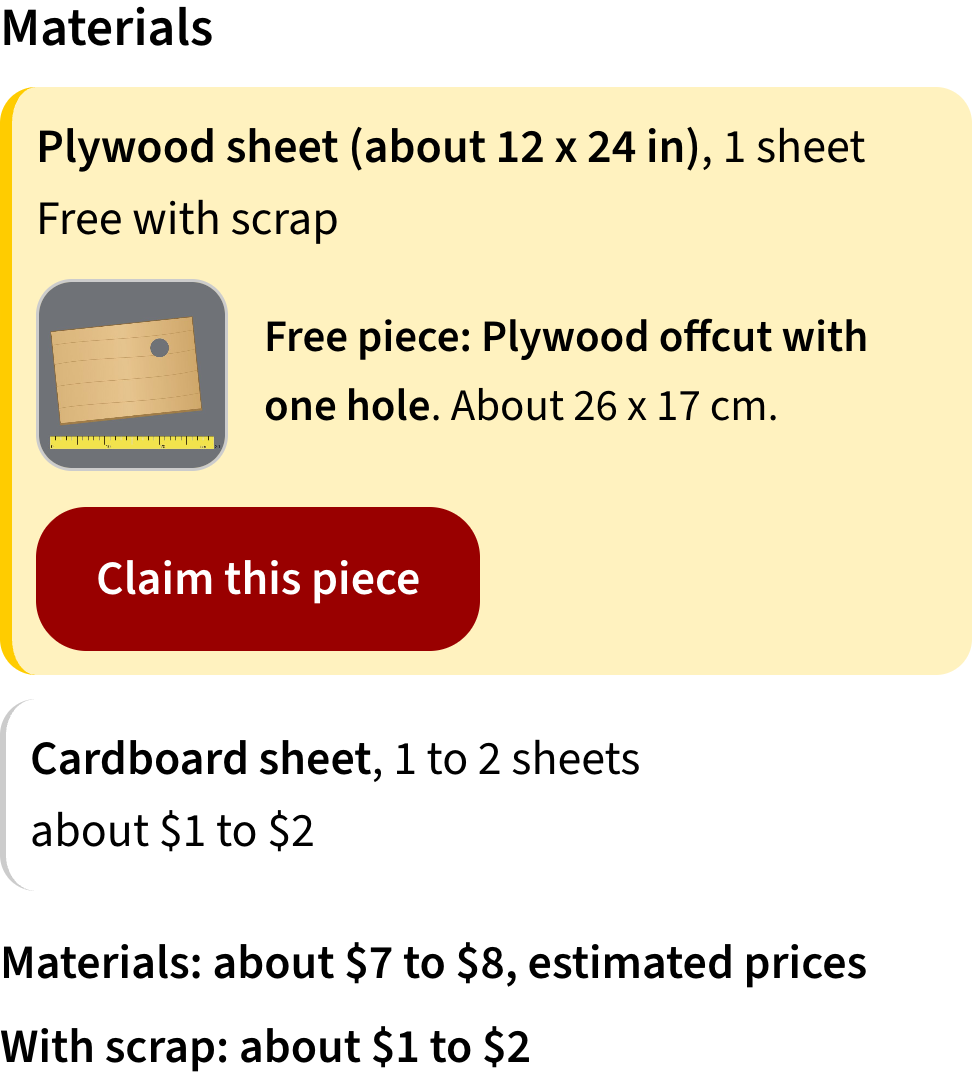 Materials
Plywood sheet (about 12 x 24 in), 1 sheet
Free with scrap
Free piece: Plywood offcut with
one hole. About 26 x 17 cm.
Claim this piece
Cardboard sheet, 1 to 2 sheets
about $1 to $2
Materials: about $7 to $8, estimated prices
With scrap: about $1 to $2